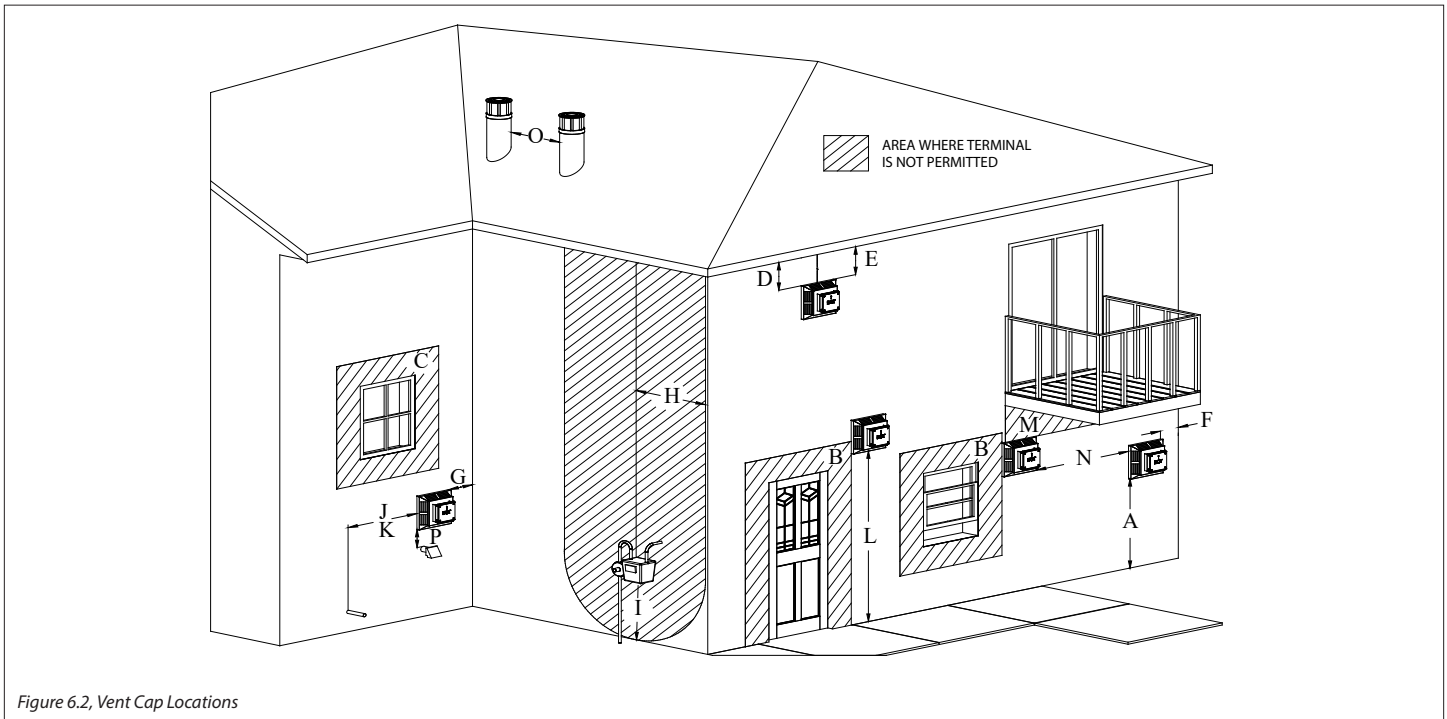 O
AREA WHERE TERMINAL
IS NOT PERMITTED
D
E
C
H
M
F
B
B
G
N
J
K
P
L
A
I
Figure 6.2, Vent Cap Locations